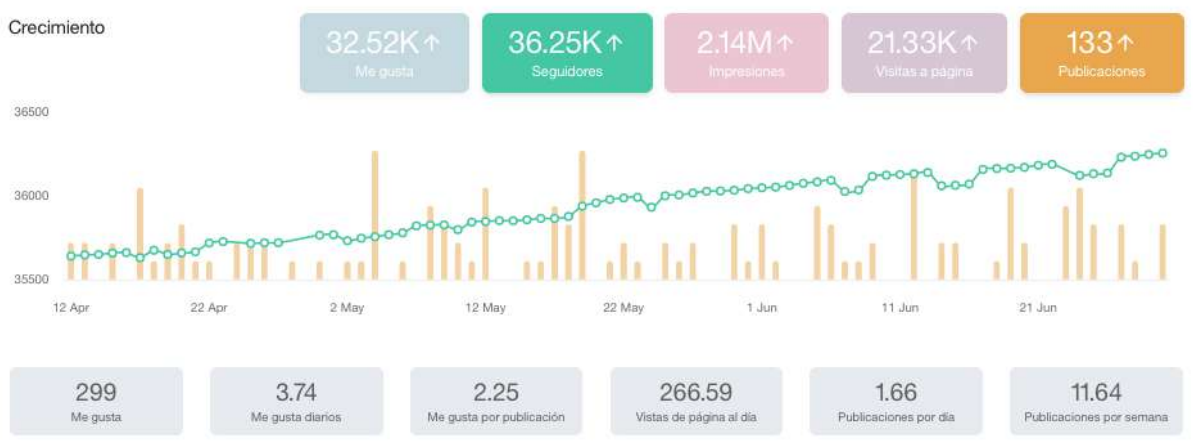 Crecimiento
32.52K↑
Me gusta
36.25K↑
Seguidores
2.14M↑
Impresiones
21.33K↑
Visitas a página
133↑
Publicaciones
36500
36000
35500
12 Apr
22 Apr
2 May
12 May
22 May
1 Jun
11 Jun
21 Jun
299
Me gusta
3.74
Me gusta diarios
2.25
Me gusta por publicación
266.59
Vistas de página al día
1.66
Publicaciones por día
11.64
Publicaciones por semana